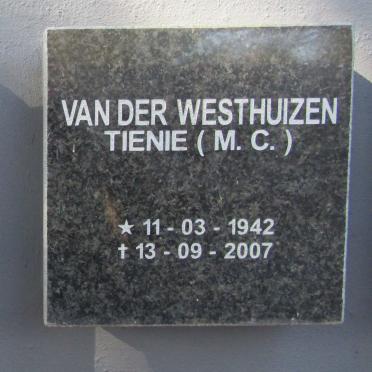 VAN DER WESTHUIZEN
TIENIE ( M. C. )
★ 11 - 03 - 1942
† 13 - 09 - 2007